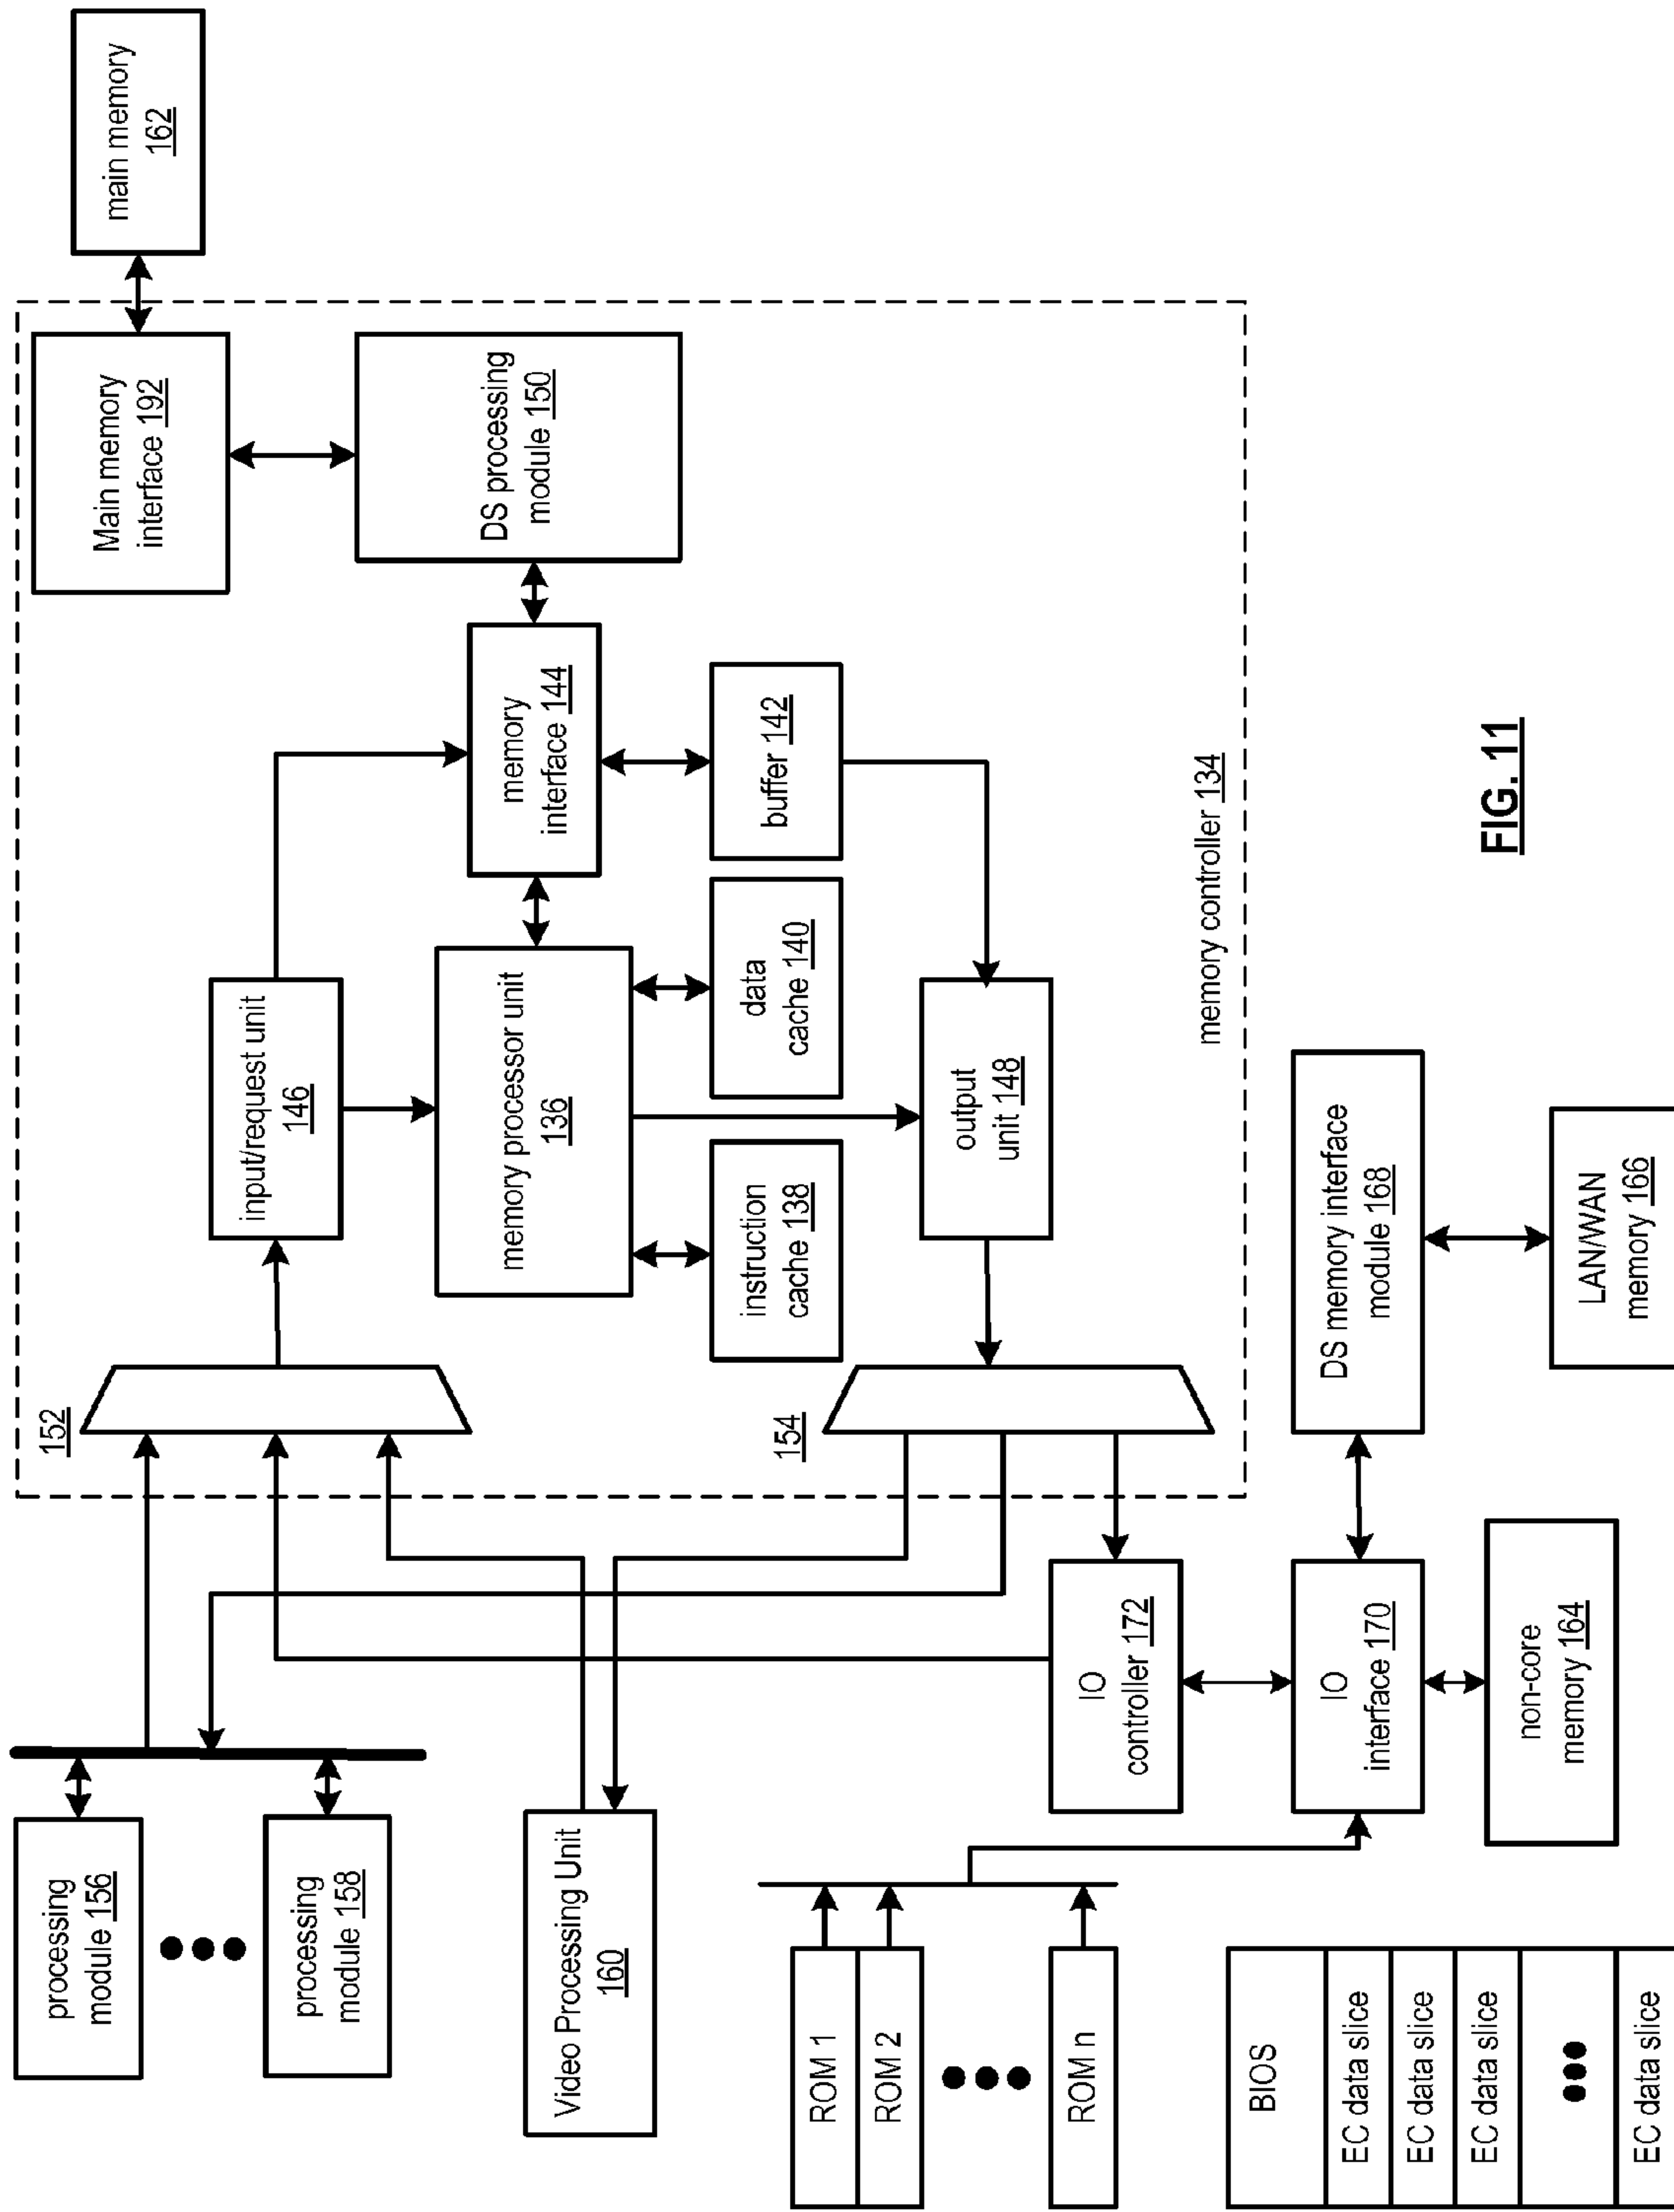 processing
module 156
processing
module 158
Video Processing Unit
160
ROM 1
ROM 2
ROM n
BIOS
EC data slice
EC data slice
EC data slice
EC data slice
152
154
IO
controller 172
IO
interface 170
non-core
memory 164
input/request unit
146
memory processor unit
136
instruction
cache 138
data
cache 140
output
unit 148
memory
interface 144
buffer 142
DS processing
module 150
Main memory
interface 192
main memory
162
memory controller 134
DS memory interface
module 168
LAN/WAN
memory 166
FIG. 11